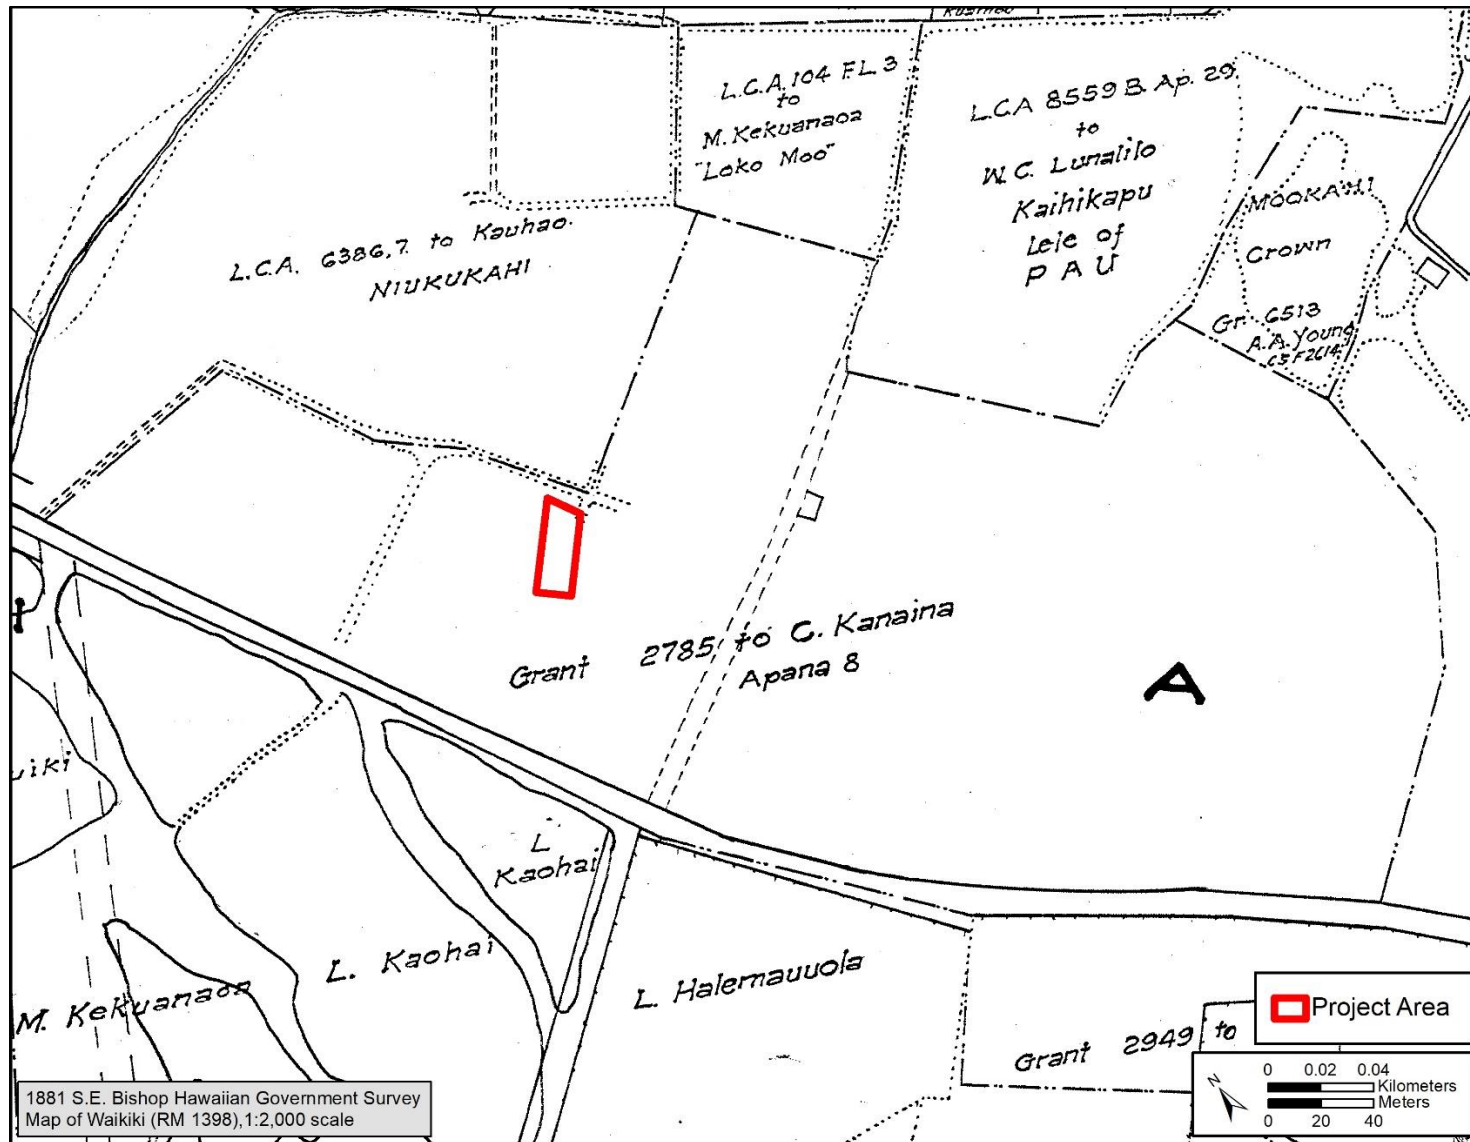 L.C.A. 104 F.L. 3
to
M. Kekuanaoa
"Loko Moo"
L.C.A 8559 B. Ap. 29
to
W. C. Lunalilo
Kaihikapu
Lele of
PAU
MOOKAHI
Crown
Gr. 6513
A.A. Young
L.C.A. 6386,7. to Kauhao.
NIUKUKAHI
Grant 2785 to C. Kanaina
Apana 8
A
L
Kaohai
L. Kaohai
M. Kekuanaoa
L. Halemauuola
Grant 2949 to
Project Area
N
0 0.02 0.04
Kilometers
Meters
0 20 40
1881 S.E. Bishop Hawaiian Government Survey
Map of Waikiki (RM 1398),1:2,000 scale